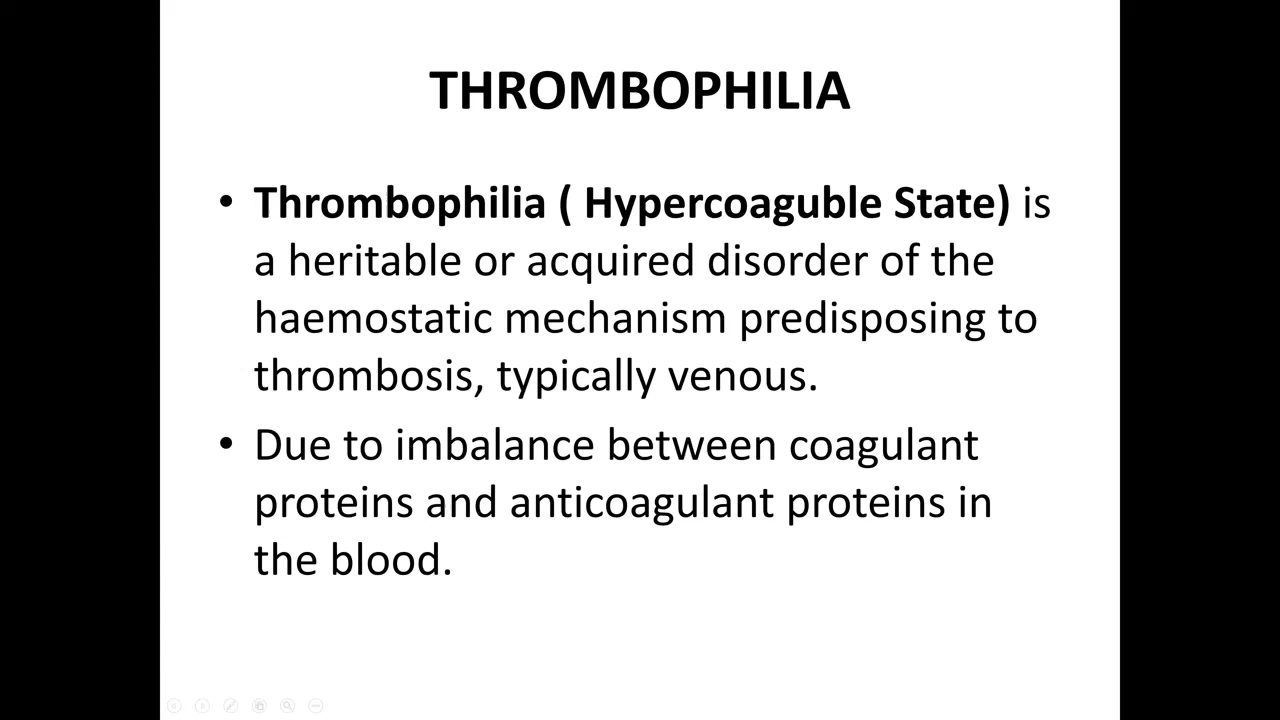 THROMBOPHILIA
• Thrombophilia ( Hypercoaguble State) is
a heritable or acquired disorder of the
haemostatic mechanism predisposing to
thrombosis, typically venous.
• Due to imbalance between coagulant
proteins and anticoagulant proteins in
the blood.